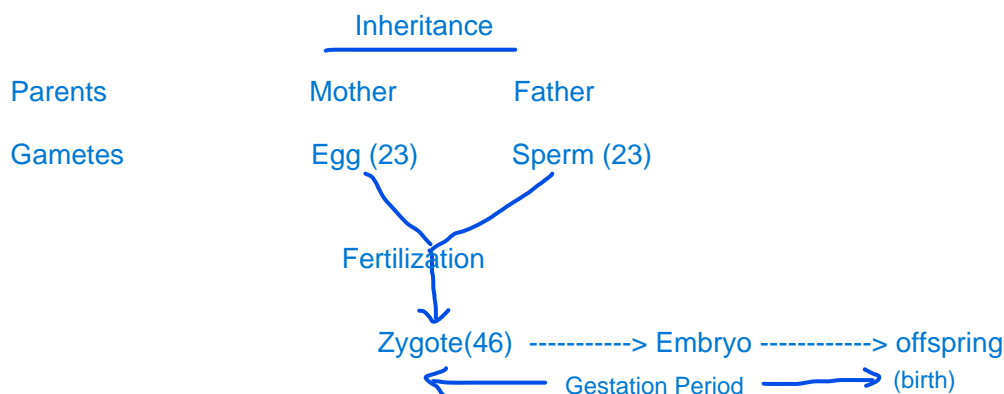 Inheritance
Parents Mother Father
Gametes Egg (23) Sperm (23)
Fertilization
Zygote(46) -----------> Embryo ------------> offspring
Gestation Period (birth)